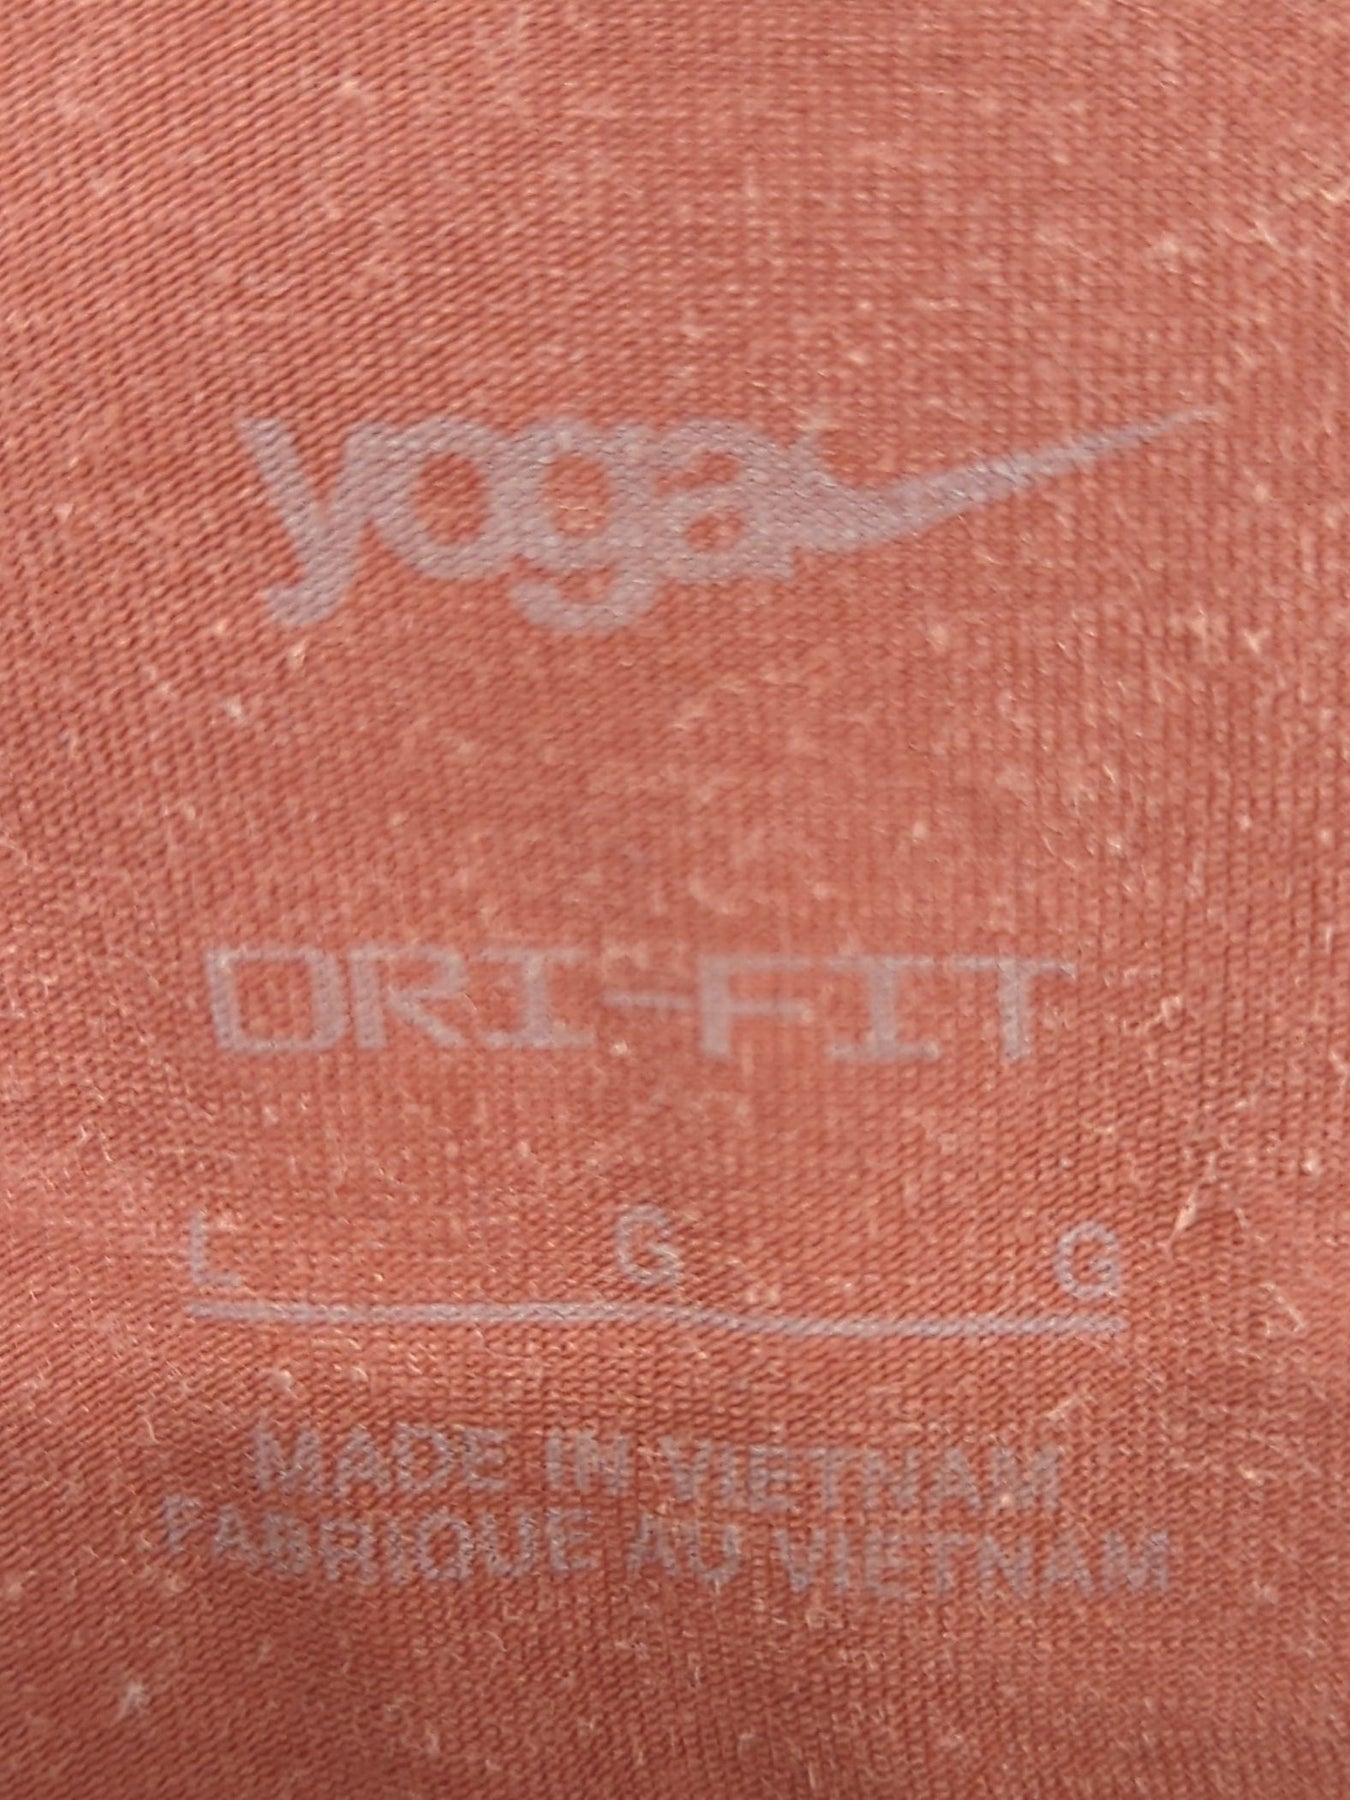 yoga
DRI-FIT
L G G
MADE IN VIETNAM
FABRIQUE AU VIETNAM